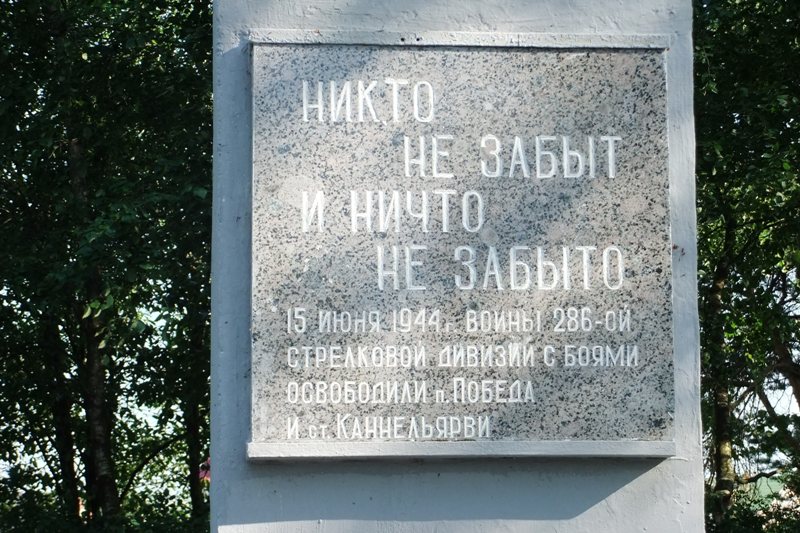 НИКТО
НЕ ЗАБЫТ
И НИЧТО
НЕ ЗАБЫТО
15 ИЮНЯ 1944 г. ВОИНЫ 286-ОЙ
СТРЕЛКОВОЙ ДИВИЗИИ С БОЯМИ
ОСВОБОДИЛИ п. ПОБЕДА
И ст КАННЕЛЬЯРВИ